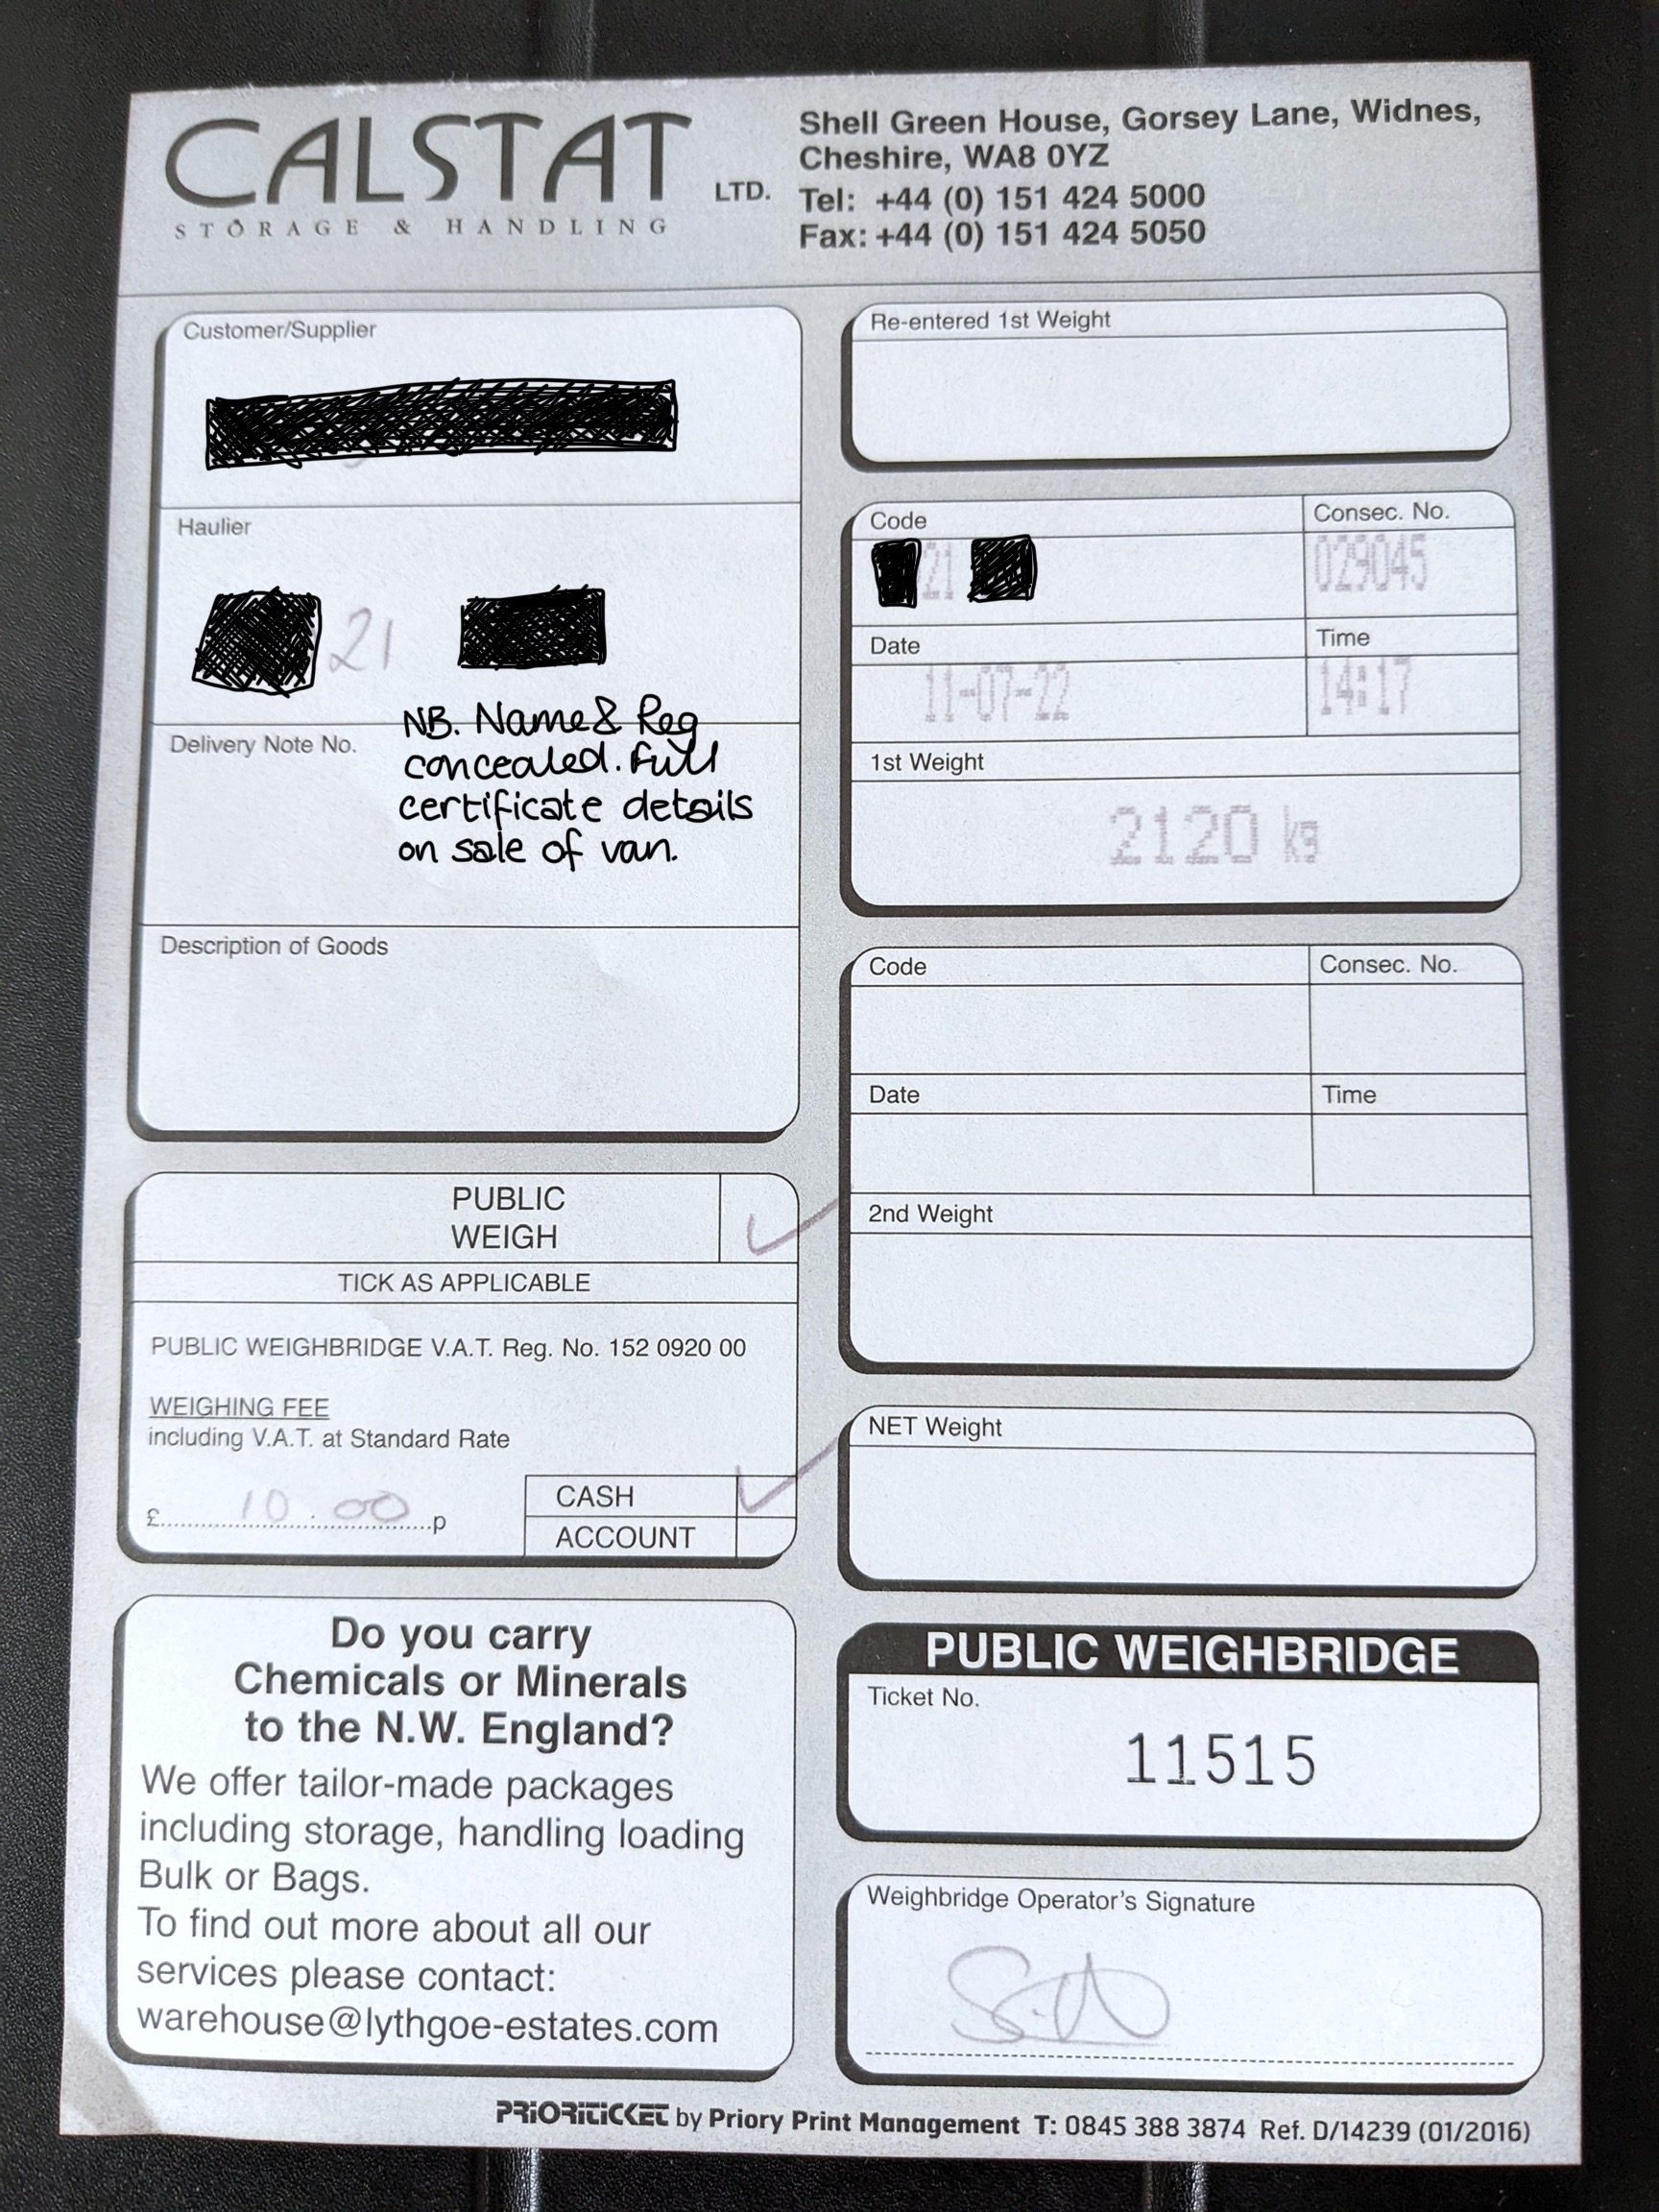 CALSTAT LTD.
STORAGE & HANDLING
Shell Green House, Gorsey Lane, Widnes,
Cheshire, WA8 0YZ
Tel: +44 (0) 151 424 5000
Fax: +44 (0) 151 424 5050
Customer/Supplier
Haulier
21
NB. Name & Reg
concealed. Full
certificate details
on sale of van.
Delivery Note No.
Description of Goods
PUBLIC
WEIGH
TICK AS APPLICABLE
PUBLIC WEIGHBRIDGE V.A.T. Reg. No. 152 0920 00
WEIGHING FEE
including V.A.T. at Standard Rate
£ 10.00 p
CASH
ACCOUNT
Do you carry
Chemicals or Minerals
to the N.W. England?
We offer tailor-made packages
including storage, handling loading
Bulk or Bags.
To find out more about all our
services please contact:
warehouse@lythgoe-estates.com
Re-entered 1st Weight
Code Consec. No.
21 029045
Date Time
11-07-22 14:17
1st Weight
2120 kg
Code Consec. No.
Date Time
2nd Weight
NET Weight
PUBLIC WEIGHBRIDGE
Ticket No.
11515
Weighbridge Operator's Signature
PRiORiTiCKET by Priory Print Management T: 0845 388 3874 Ref. D/14239 (01/2016)